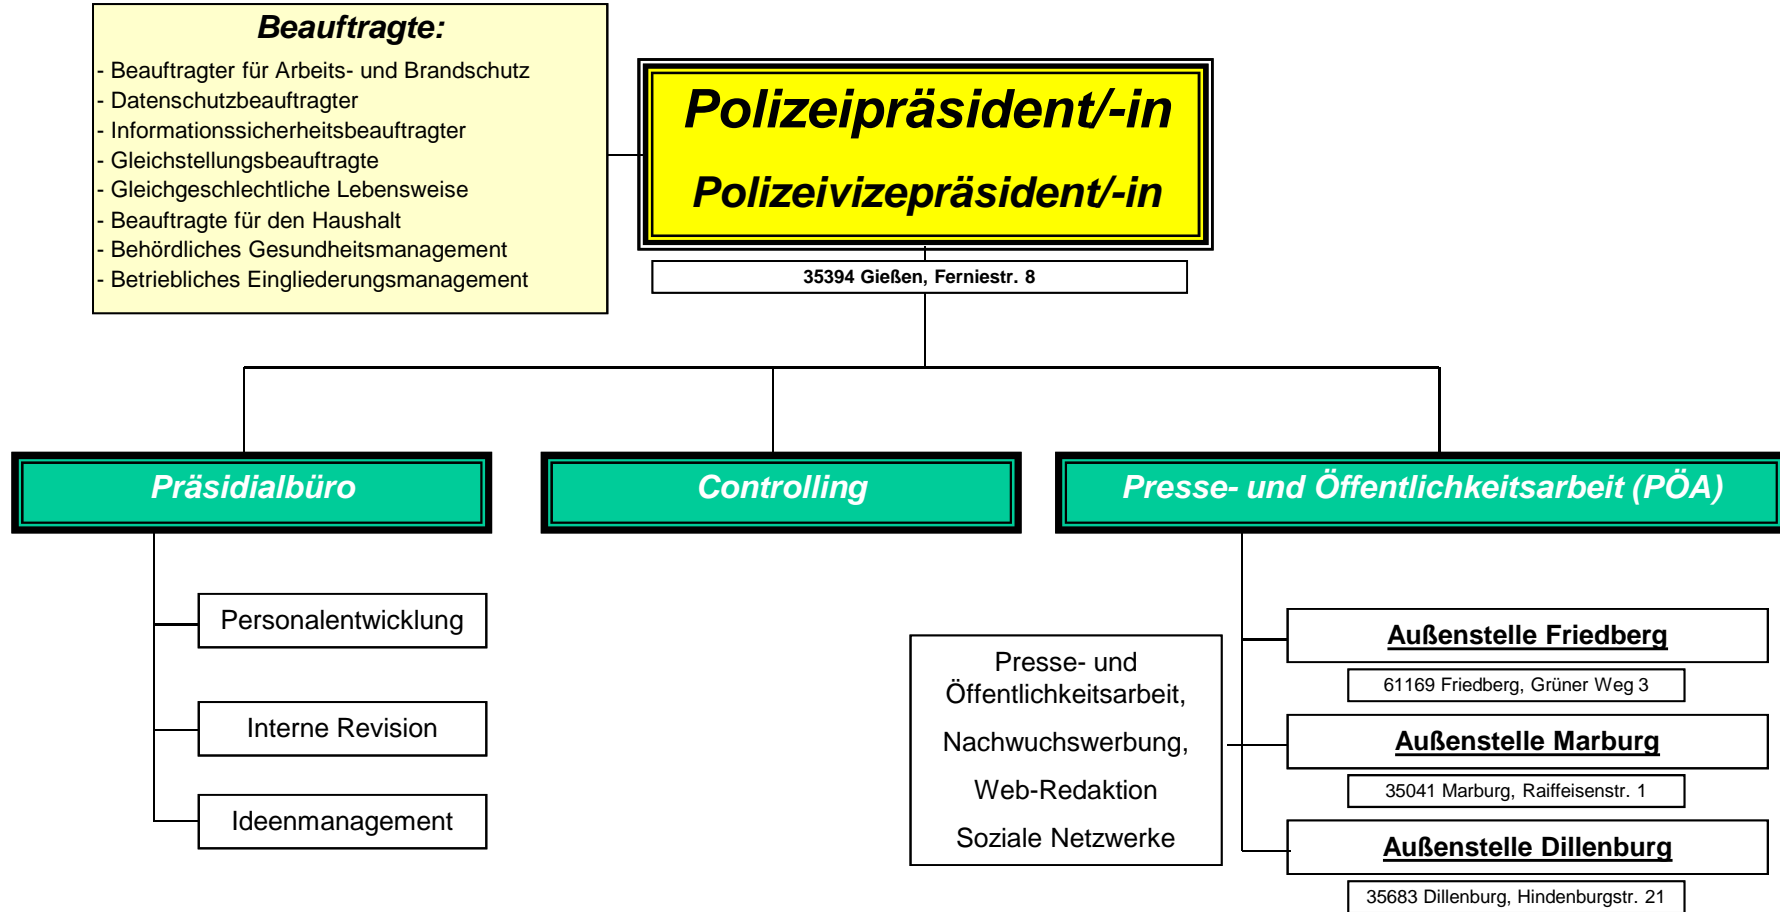 Beauftragte:
- Beauftragter für Arbeits- und Brandschutz
- Datenschutzbeauftragter
- Informationssicherheitsbeauftragter
- Gleichstellungsbeauftragte
- Gleichgeschlechtliche Lebensweise
- Beauftragte für den Haushalt
- Behördliches Gesundheitsmanagement
- Betriebliches Eingliederungsmanagement
Polizeipräsident/-in
Polizeivizepräsident/-in
35394 Gießen, Ferniestr. 8
Präsidialbüro
Controlling
Presse- und Öffentlichkeitsarbeit (PÖA)
Personalentwicklung
Interne Revision
Ideenmanagement
Presse- und
Öffentlichkeitsarbeit,
Nachwuchswerbung,
Web-Redaktion
Soziale Netzwerke
Außenstelle Friedberg
61169 Friedberg, Grüner Weg 3
Außenstelle Marburg
35041 Marburg, Raiffeisenstr. 1
Außenstelle Dillenburg
35683 Dillenburg, Hindenburgstr. 21